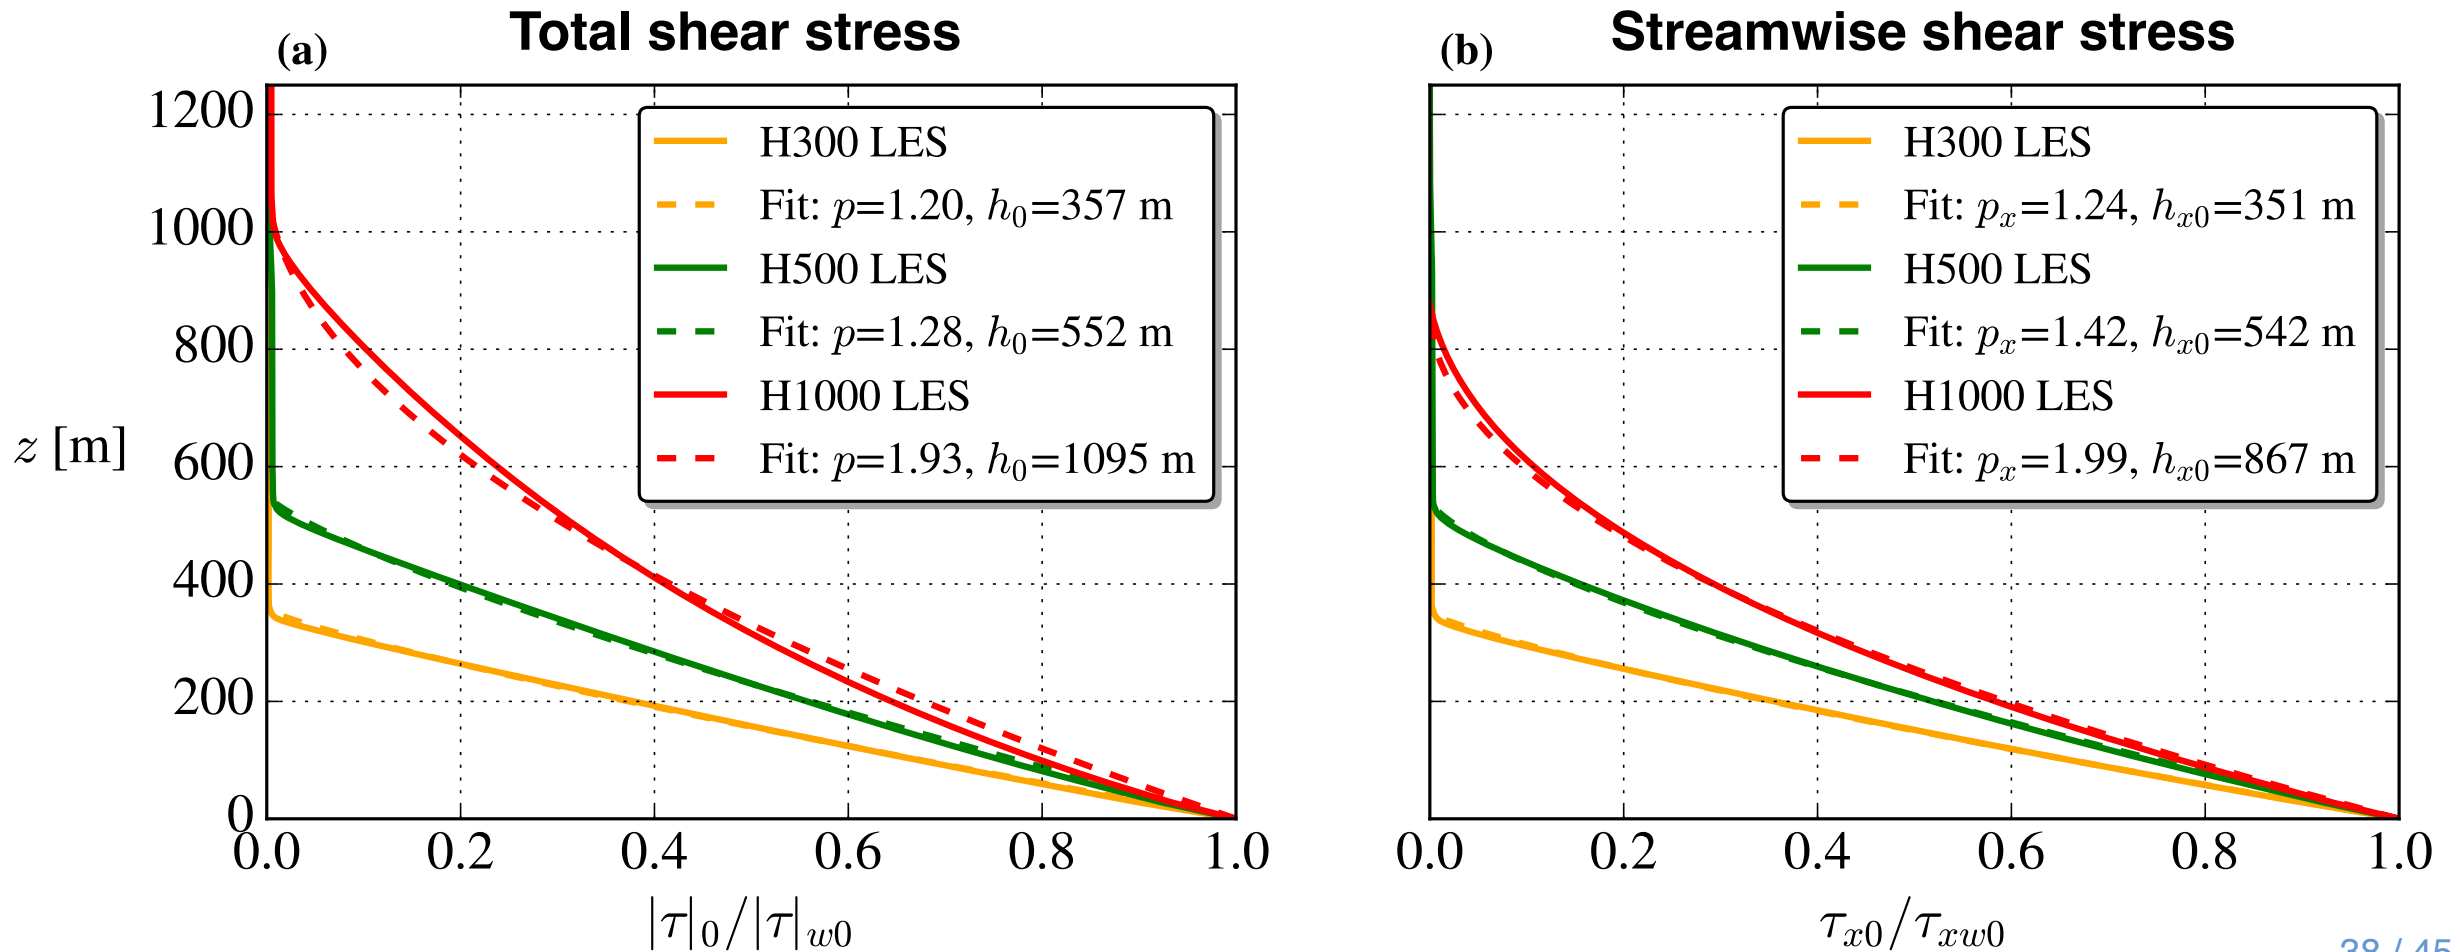 Total shear stress
(a)
1200
1000
800
600
400
200
0
z [m]
0.0 0.2 0.4 0.6 0.8 1.0
|τ|₀/|τ|w0
H300 LES
Fit: p=1.20, h₀=357 m
H500 LES
Fit: p=1.28, h₀=552 m
H1000 LES
Fit: p=1.93, h₀=1095 m
Streamwise shear stress
(b)
H300 LES
Fit: pₓ=1.24, hₓ₀=351 m
H500 LES
Fit: pₓ=1.42, hₓ₀=542 m
H1000 LES
Fit: pₓ=1.99, hₓ₀=867 m
0.0 0.2 0.4 0.6 0.8 1.0
τₓ₀/τxw0
38 / 45